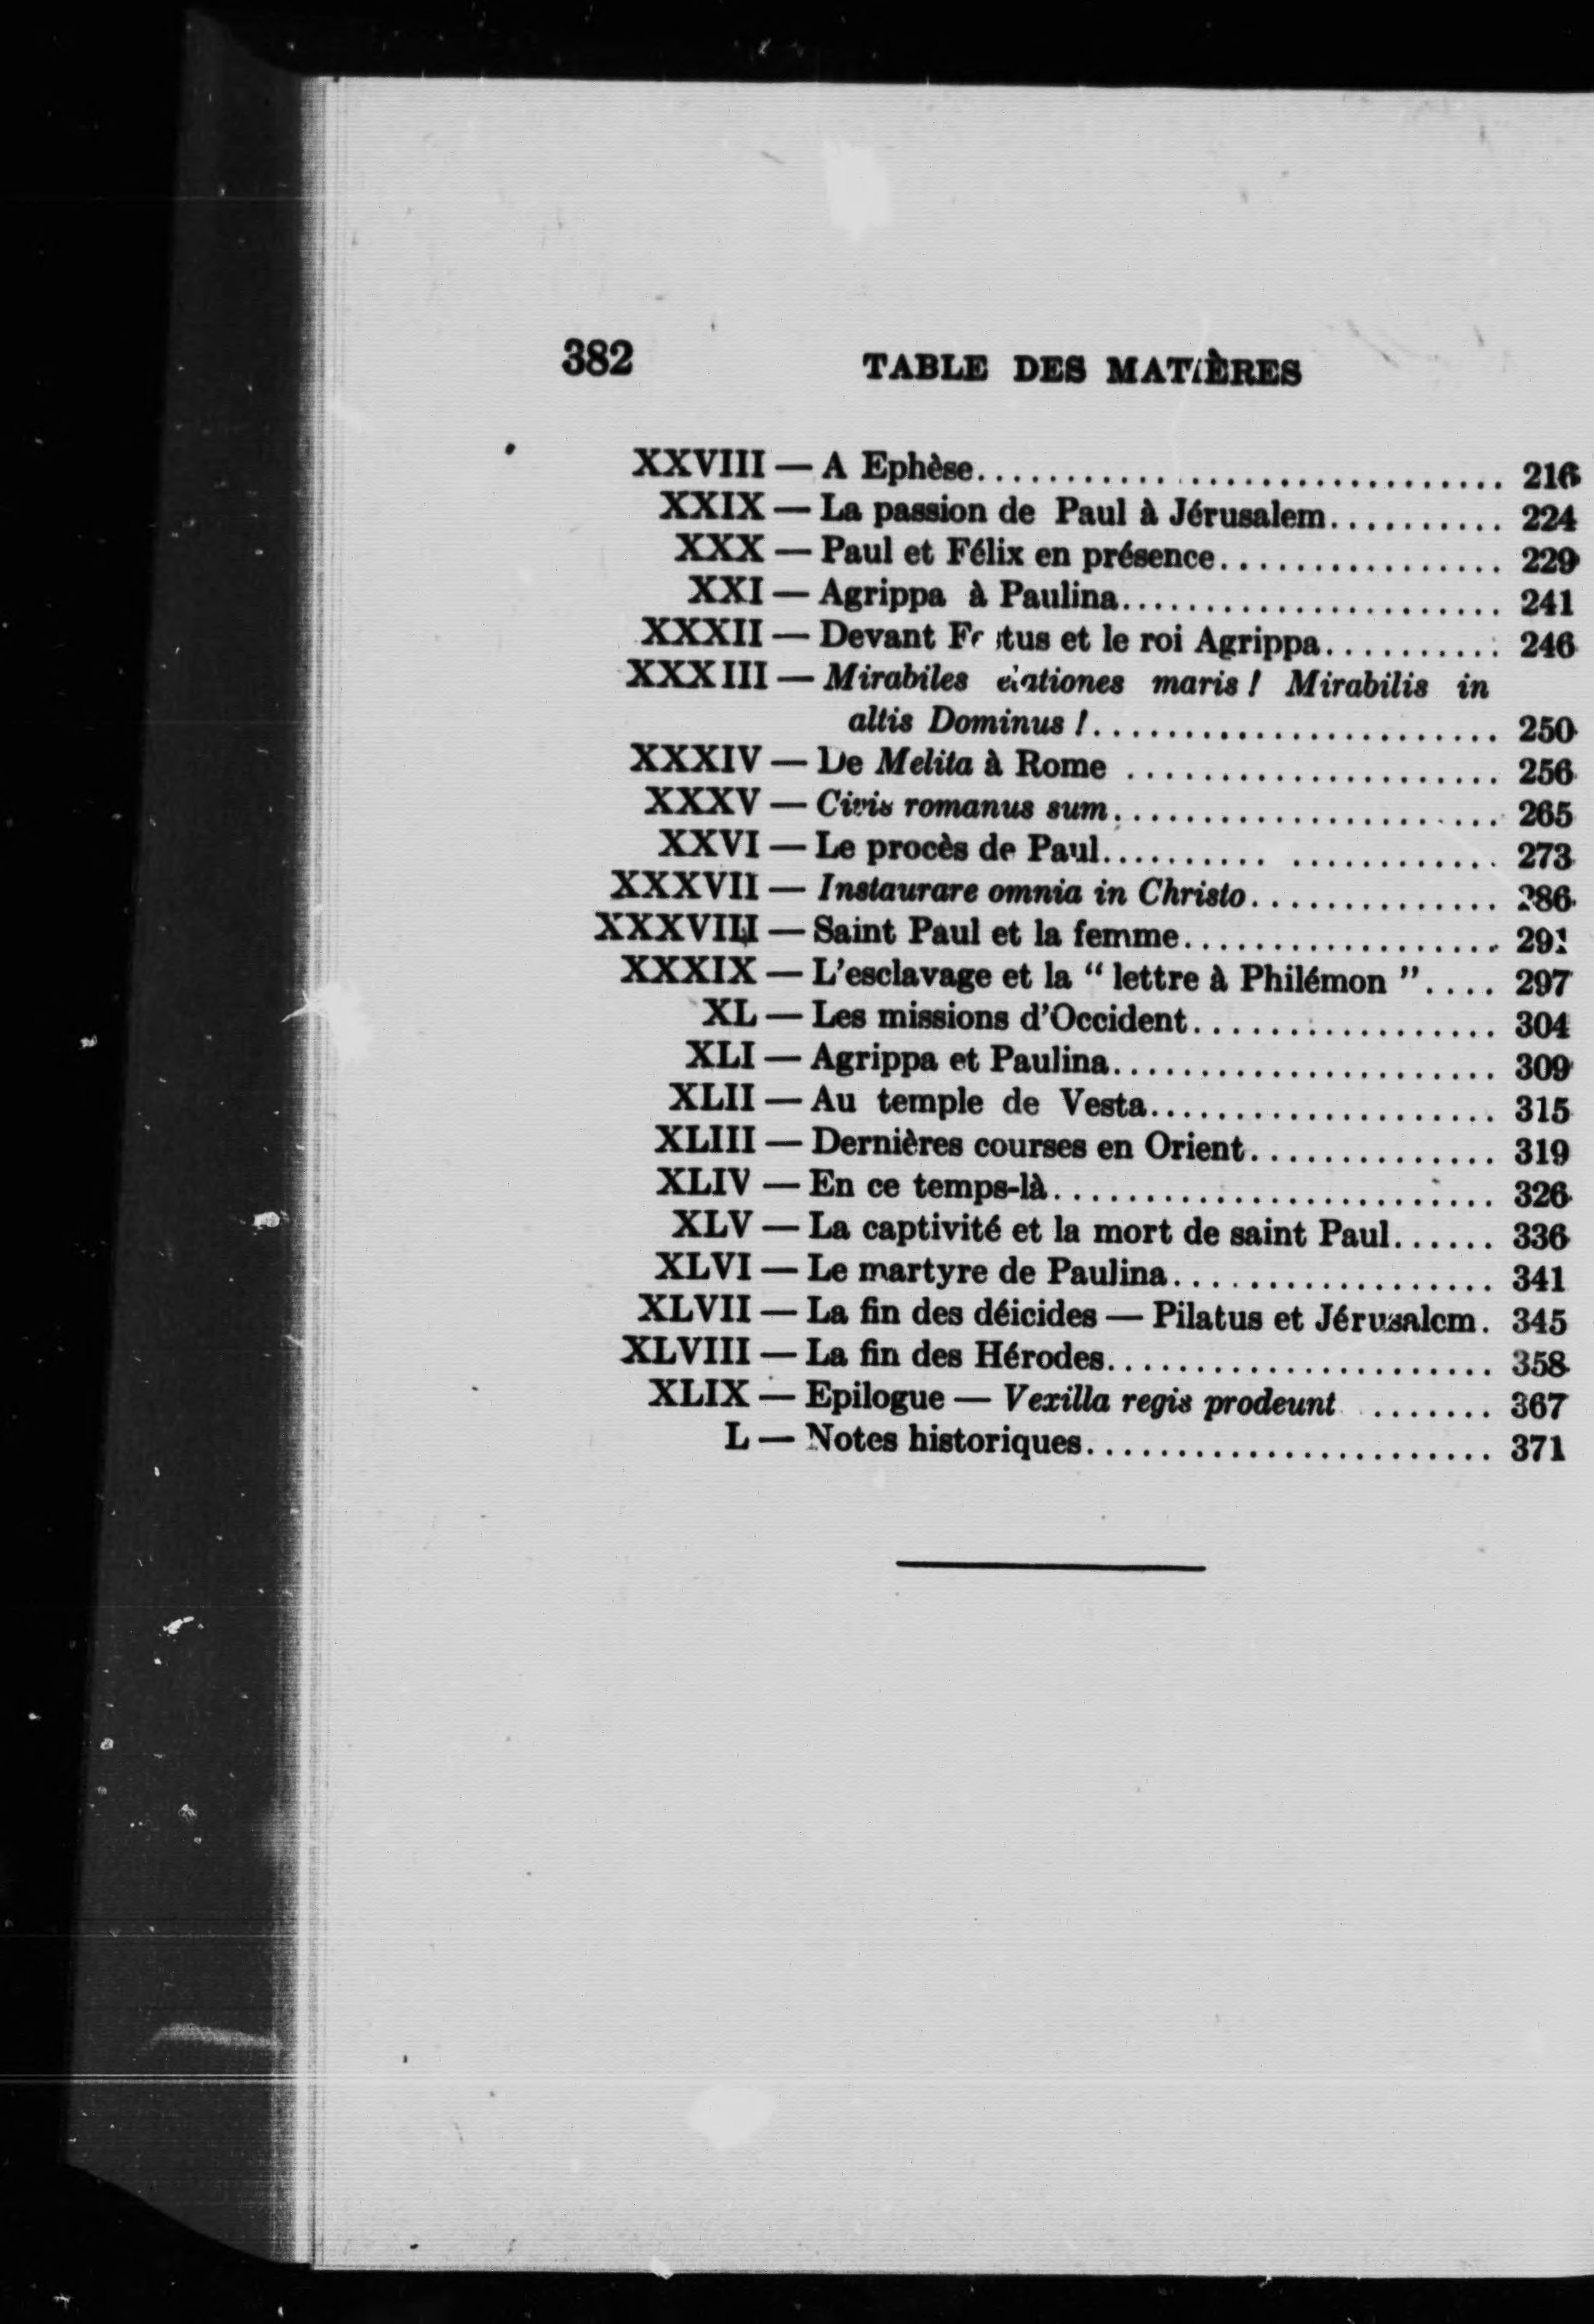 382 TABLE DES MATIÈRES
XXVIII — A Ephèse................................ 216
XXIX — La passion de Paul à Jérusalem.......... 224
XXX — Paul et Félix en présence................ 229
XXI — Agrippa à Paulina...................... 241
XXXII — Devant et le roi Agrippa.......... 246
XXXIII — Mirabiles elationes maris ! Mirabilis in
altis Dominus !....................... 250
XXXIV — De Melita à Rome ..................... 256
XXXV — Civis romanus sum...................... 265
XXVI — Le procès de Paul...................... 273
XXXVII — Instaurare omnia in Christo.............. 286
XXXVIII — Saint Paul et la femme.................. 291
XXXIX — L'esclavage et la “ lettre à Philémon ”.... 297
XL — Les missions d'Occident................. 304
XLI — Agrippa et Paulina...................... 309
XLII — Au temple de Vesta.................... 315
XLIII — Dernières courses en Orient.............. 319
XLIV — En ce temps-là......................... 326
XLV — La captivité et la mort de saint Paul...... 336
XLVI — Le martyre de Paulina.................. 341
XLVII — La fin des déicides — Pilatus et Jérusalem. 345
XLVIII — La fin des Hérodes...................... 358
XLIX — Epilogue — Vexilla regis prodeunt ....... 367
L — Notes historiques....................... 371